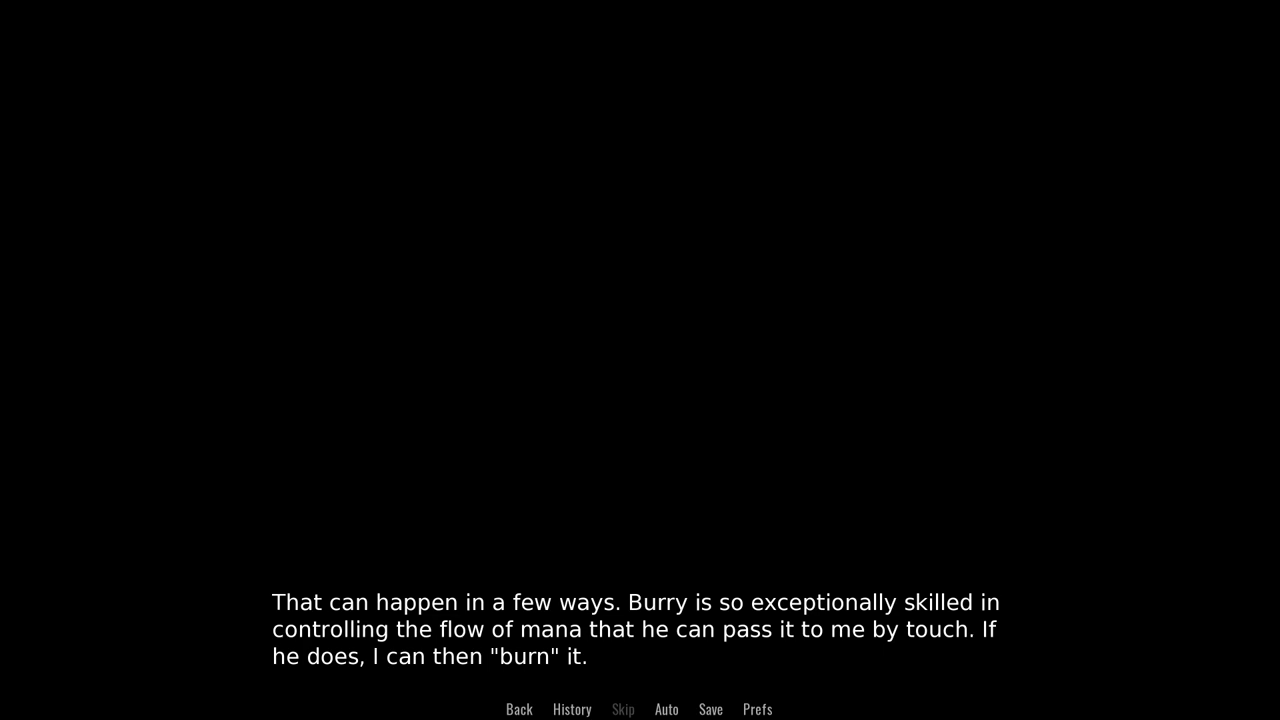 That can happen in a few ways. Burry is so exceptionally skilled in
controlling the flow of mana that he can pass it to me by touch. If
he does, I can then "burn" it.
Back History Skip Auto Save Prefs